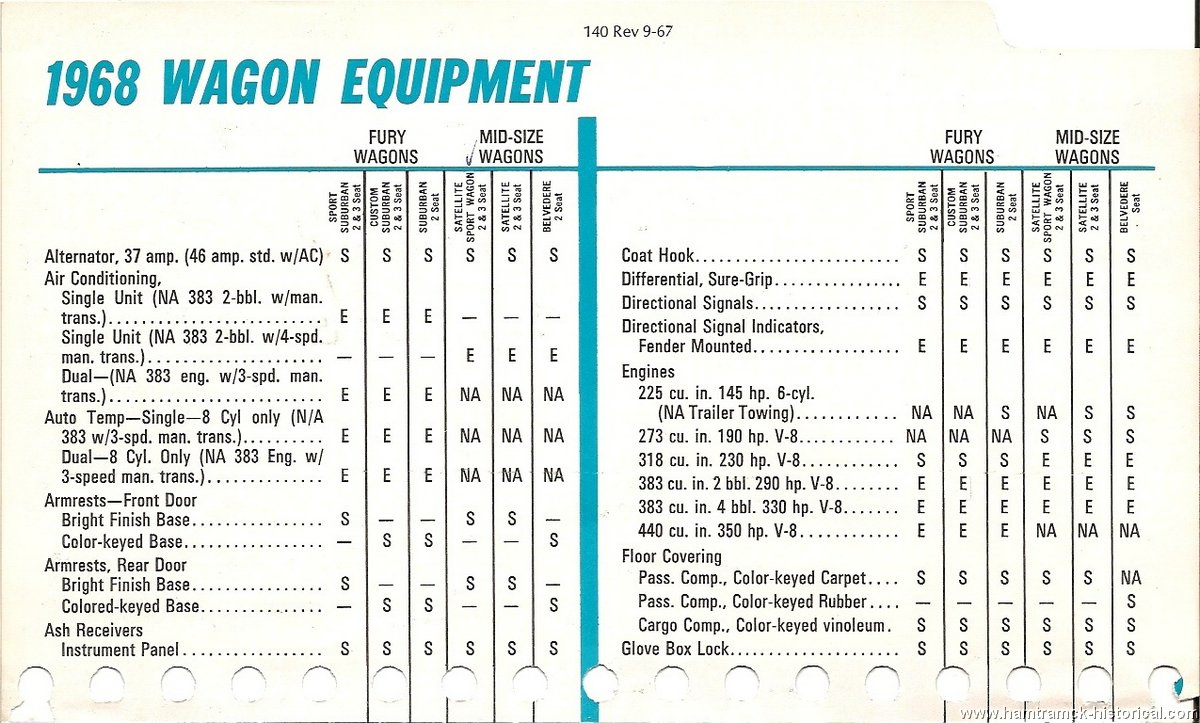 140 Rev 9-67
1968 WAGON EQUIPMENT
FURY WAGONS
MID-SIZE WAGONS
SPORT SUBURBAN 2 & 3 Seat
CUSTOM SUBURBAN 2 & 3 Seat
SUBURBAN 2 Seat
SATELLITE SPORT WAGON 2 & 3 Seat
SATELLITE 2 & 3 Seat
BELVEDERE 2 Seat
Alternator, 37 amp. (46 amp. std. w/AC) S S S S S S
Air Conditioning,
Single Unit (NA 383 2-bbl. w/man.
trans.)........................... E E E — — —
Single Unit (NA 383 2-bbl. w/4-spd.
man. trans.)...................... — — — E E E
Dual—(NA 383 eng. w/3-spd. man.
trans.)........................... E E E NA NA NA
Auto Temp—Single—8 Cyl only (N/A
383 w/3-spd. man. trans.).......... E E E NA NA NA
Dual—8 Cyl. Only (NA 383 Eng. w/
3-speed man. trans.).............. E E E NA NA NA
Armrests—Front Door
Bright Finish Base................. S — — S S —
Color-keyed Base.................. — S S — — S
Armrests, Rear Door
Bright Finish Base................. S — — S S —
Colored-keyed Base................ — S S — — S
Ash Receivers
Instrument Panel.................. S S S S S S
FURY WAGONS
MID-SIZE WAGONS
SPORT SUBURBAN 2 & 3 Seat
CUSTOM SUBURBAN 2 & 3 Seat
SUBURBAN 2 Seat
SATELLITE SPORT WAGON 2 & 3 Seat
SATELLITE 2 & 3 Seat
BELVEDERE Seat
Coat Hook.......................... S S S S S S
Differential, Sure-Grip................ E E E E E E
Directional Signals................... S S S S S S
Directional Signal Indicators,
Fender Mounted................... E E E E E E
Engines
225 cu. in. 145 hp. 6-cyl.
(NA Trailer Towing)............ NA NA S NA S S
273 cu. in. 190 hp. V-8............ NA NA NA S S S
318 cu. in. 230 hp. V-8............ S S S E E E
383 cu. in. 2 bbl. 290 hp. V-8........ E E E E E E
383 cu. in. 4 bbl. 330 hp. V-8....... E E E E E E
440 cu. in. 350 hp. V-8............ E E E NA NA NA
Floor Covering
Pass. Comp., Color-keyed Carpet.... S S S S S NA
Pass. Comp., Color-keyed Rubber.... — — — — — S
Cargo Comp., Color-keyed vinoleum. S S S S S S
Glove Box Lock..................... S S S S S S
www.hamtramck-historical.com